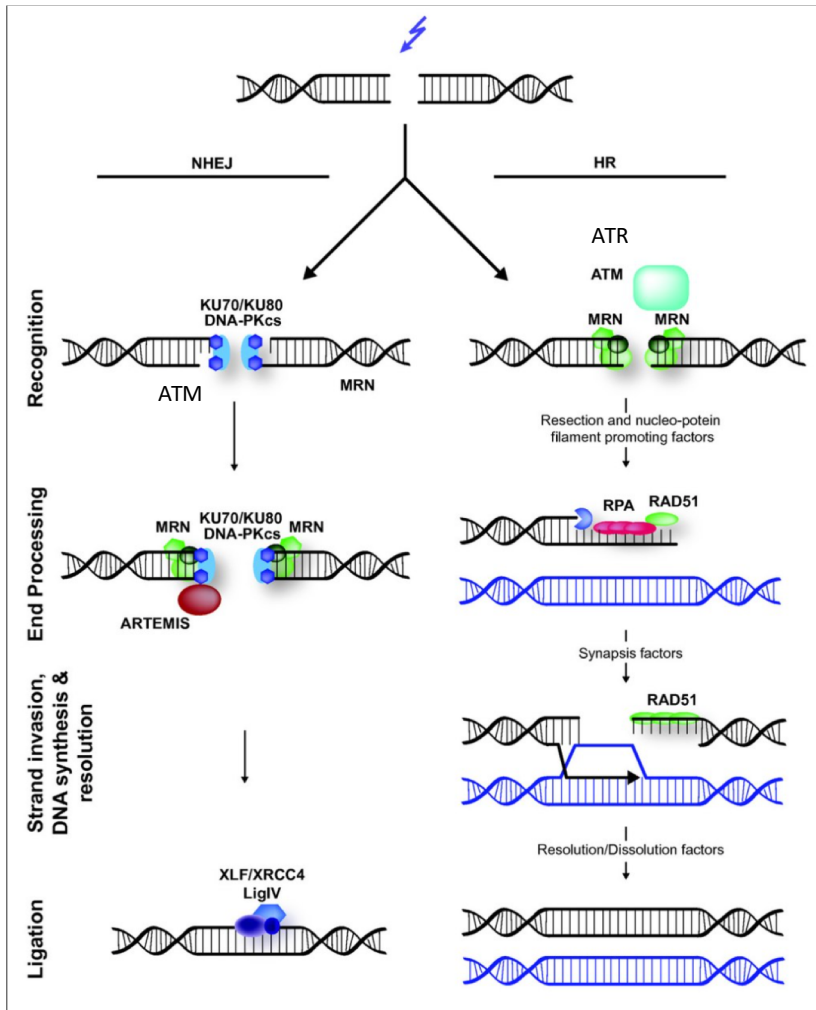 NHEJ
HR
Recognition
KU70/KU80
DNA-PKcs
ATM
MRN
ATR
ATM
MRN
MRN
Resection and nucleo-potein
filament promoting factors
End Processing
MRN
KU70/KU80
DNA-PKcs
MRN
ARTEMIS
RPA
RAD51
Synapsis factors
Strand invasion,
DNA synthesis &
resolution
RAD51
Resolution/Dissolution factors
Ligation
XLF/XRCC4
LigIV